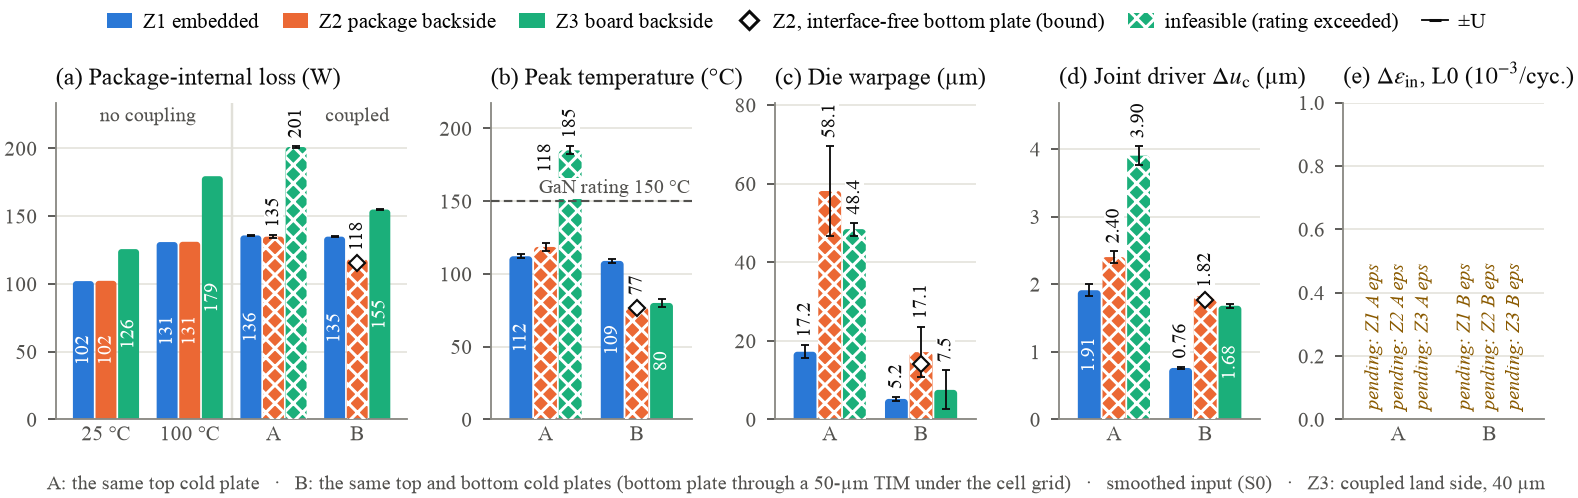 Z1 embedded
Z2 package backside
Z3 board backside
Z2, interface-free bottom plate (bound)
infeasible (rating exceeded)
±U
(a) Package-internal loss (W)
no coupling
coupled
200
150
100
50
0
102
102
126
131
131
179
136
135
201
135
118
155
25 °C
100 °C
A
B
(b) Peak temperature (°C)
200
150
100
50
0
GaN rating 150 °C
112
118
185
109
77
80
A
B
(c) Die warpage (µm)
80
60
40
20
0
17.2
58.1
48.4
5.2
17.1
7.5
A
B
(d) Joint driver Δu_c (µm)
4
3
2
1
0
1.91
2.40
3.90
0.76
1.82
1.68
A
B
(e) Δε_in, L0 (10⁻³/cyc.)
1.0
0.8
0.6
0.4
0.2
0.0
pending: Z1 A eps
pending: Z2 A eps
pending: Z3 A eps
pending: Z1 B eps
pending: Z2 B eps
pending: Z3 B eps
A
B
A: the same top cold plate · B: the same top and bottom cold plates (bottom plate through a 50-µm TIM under the cell grid) · smoothed input (S0) · Z3: coupled land side, 40 µm